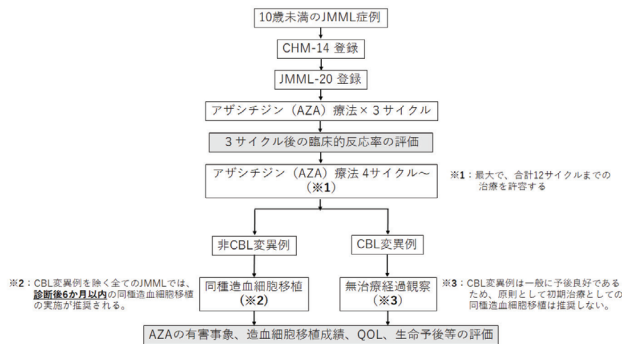 10歳未満のJMML症例
CHM-14 登録
JMML-20 登録
アザシチジン（AZA）療法×３サイクル
３サイクル後の臨床的反応率の評価
アザシチジン（AZA）療法 4サイクル～
（※1）
※1：最大で、合計12サイクルまでの
治療を許容する
非CBL変異例
CBL変異例
※2：CBL変異例を除く全てのJMMLでは、
診断後6か月以内の同種造血細胞移植
の実施が推奨される。
同種造血細胞移植
（※2）
無治療経過観察
（※3）
※3：CBL変異例は一般に予後良好である
ため、原則として初期治療としての
同種造血細胞移植は推奨しない。
AZAの有害事象、造血細胞移植成績、QOL、生命予後等の評価